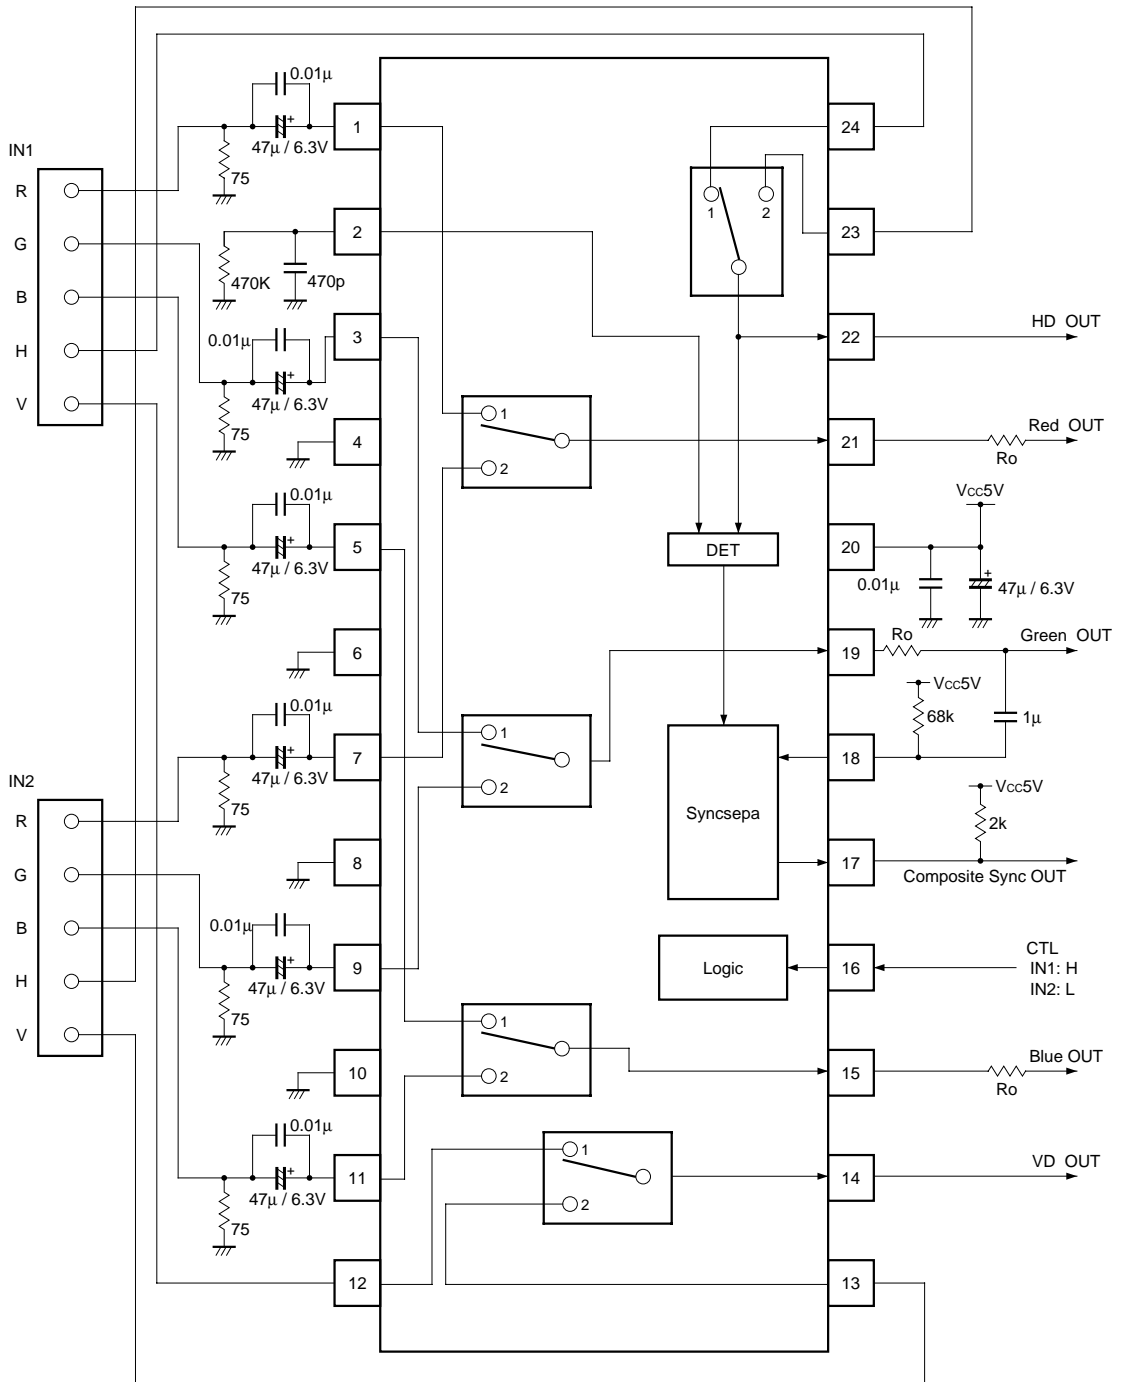 IN1
R
G
B
H
V
0.01μ
47μ / 6.3V
+
75
1
24
2
470K
470p
1
2
23
0.01μ
3
+
47μ / 6.3V
75
22
HD OUT
4
1
2
21
Red OUT
Ro
0.01μ
5
+
47μ / 6.3V
75
DET
20
Vcc5V
0.01μ
+
47μ / 6.3V
6
19
Ro
Green OUT
Vcc5V
68k
1μ
0.01μ
7
+
47μ / 6.3V
75
1
2
18
IN2
R
G
B
H
V
Syncsepa
Vcc5V
2k
8
17
Composite Sync OUT
0.01μ
9
+
47μ / 6.3V
75
Logic
16
CTL
IN1: H
IN2: L
10
1
2
15
Blue OUT
Ro
0.01μ
11
+
47μ / 6.3V
75
1
2
14
VD OUT
12
13